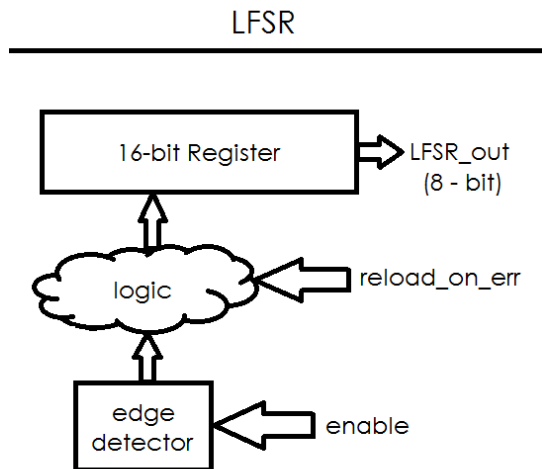 LFSR
16-bit Register
LFSR_out
(8 - bit)
logic
reload_on_err
edge
detector
enable